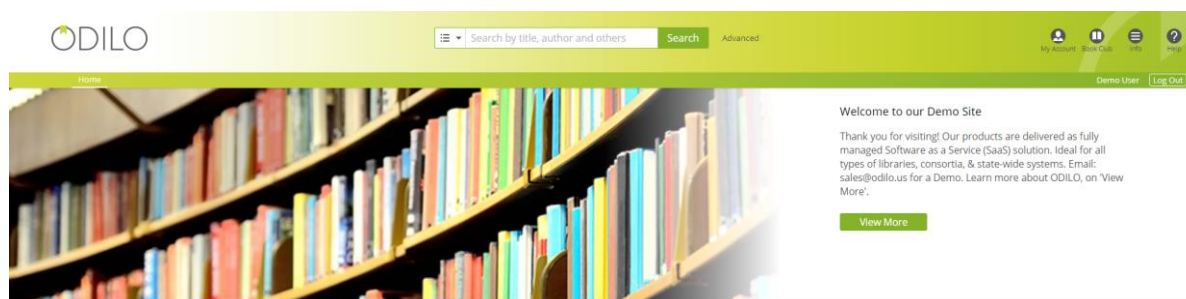 ODILO
Search by title, author and others
Search
Advanced
My Account
Book Club
Info
Help
Home
Demo User
Log Out
Welcome to our Demo Site
Thank you for visiting! Our products are delivered as fully
managed Software as a Service (SaaS) solution. Ideal for all
types of libraries, consortia, & state-wide systems. Email:
sales@odilo.us for a Demo. Learn more about ODILO, on 'View
More'.
View More